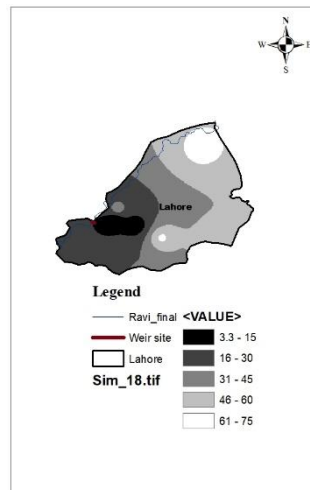 N
W E
S
Lahore
Legend
Ravi_final <VALUE>
Weir site 3.3 - 15
Lahore 16 - 30
Sim_18.tif 31 - 45
46 - 60
61 - 75